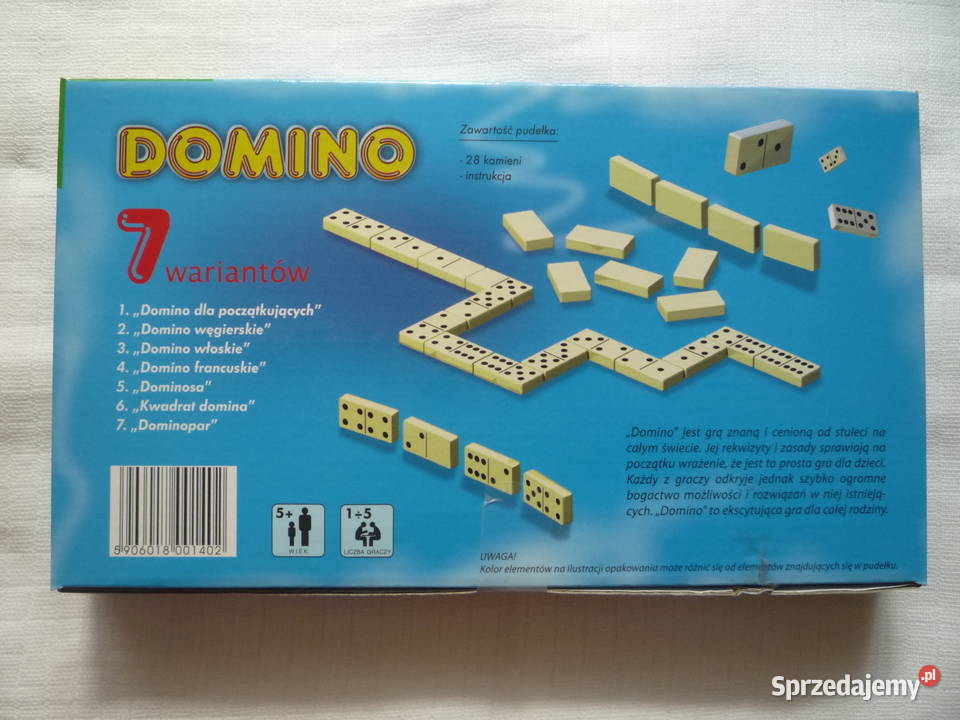 DOMINO
7 wariantów
1. „Domino dla początkujących”
2. „Domino węgierskie”
3. „Domino włoskie”
4. „Domino francuskie”
5. „Dominosa”
6. „Kwadrat domina”
7. „Dominopar”
Zawartość pudełka:
- 28 kamieni
- instrukcja
„Domino” jest grą znaną i cenioną od stuleci na
całym świecie. Jej rekwizyty i zasady sprawiają na
początku wrażenie, że jest to prosta gra dla dzieci.
Każdy z graczy odkryje jednak szybko ogromne
bogactwo możliwości i rozwiązań w niej istnieją-
cych. „Domino” to ekscytująca gra dla całej rodziny.
5 906018 001402
5+
WIEK
1÷5
LICZBA GRACZY
UWAGA!
Kolor elementów na ilustracji opakowania może różnić się od elementów znajdujących się w pudełku.
Sprzedajemy.pl